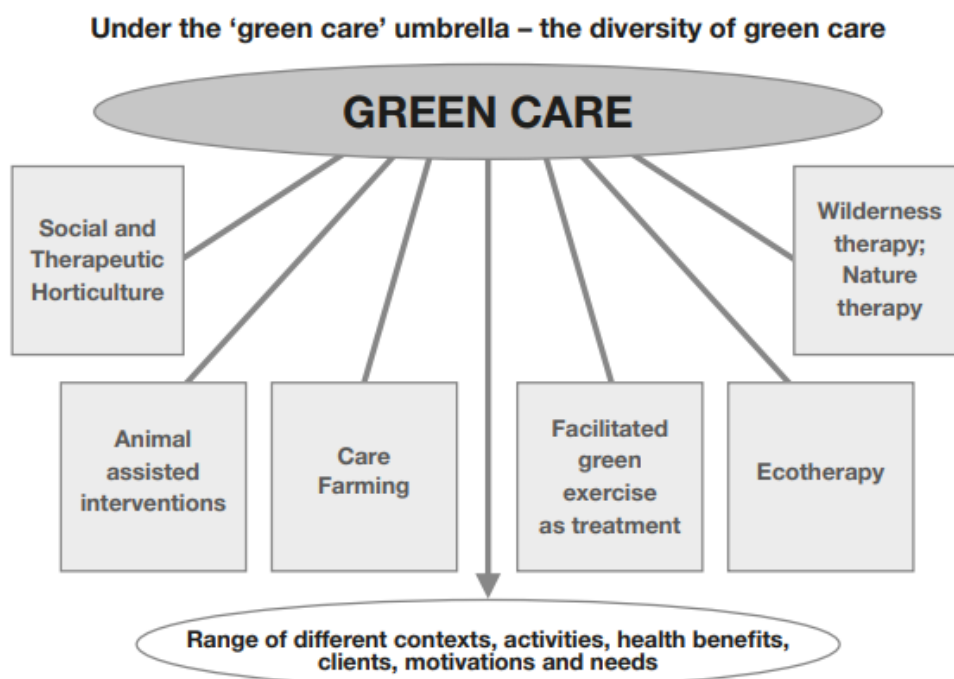 Under the ‘green care’ umbrella – the diversity of green care
GREEN CARE
Social and
Therapeutic
Horticulture
Wilderness
therapy;
Nature
therapy
Animal
assisted
interventions
Care
Farming
Facilitated
green
exercise
as treatment
Ecotherapy
Range of different contexts, activities, health benefits,
clients, motivations and needs